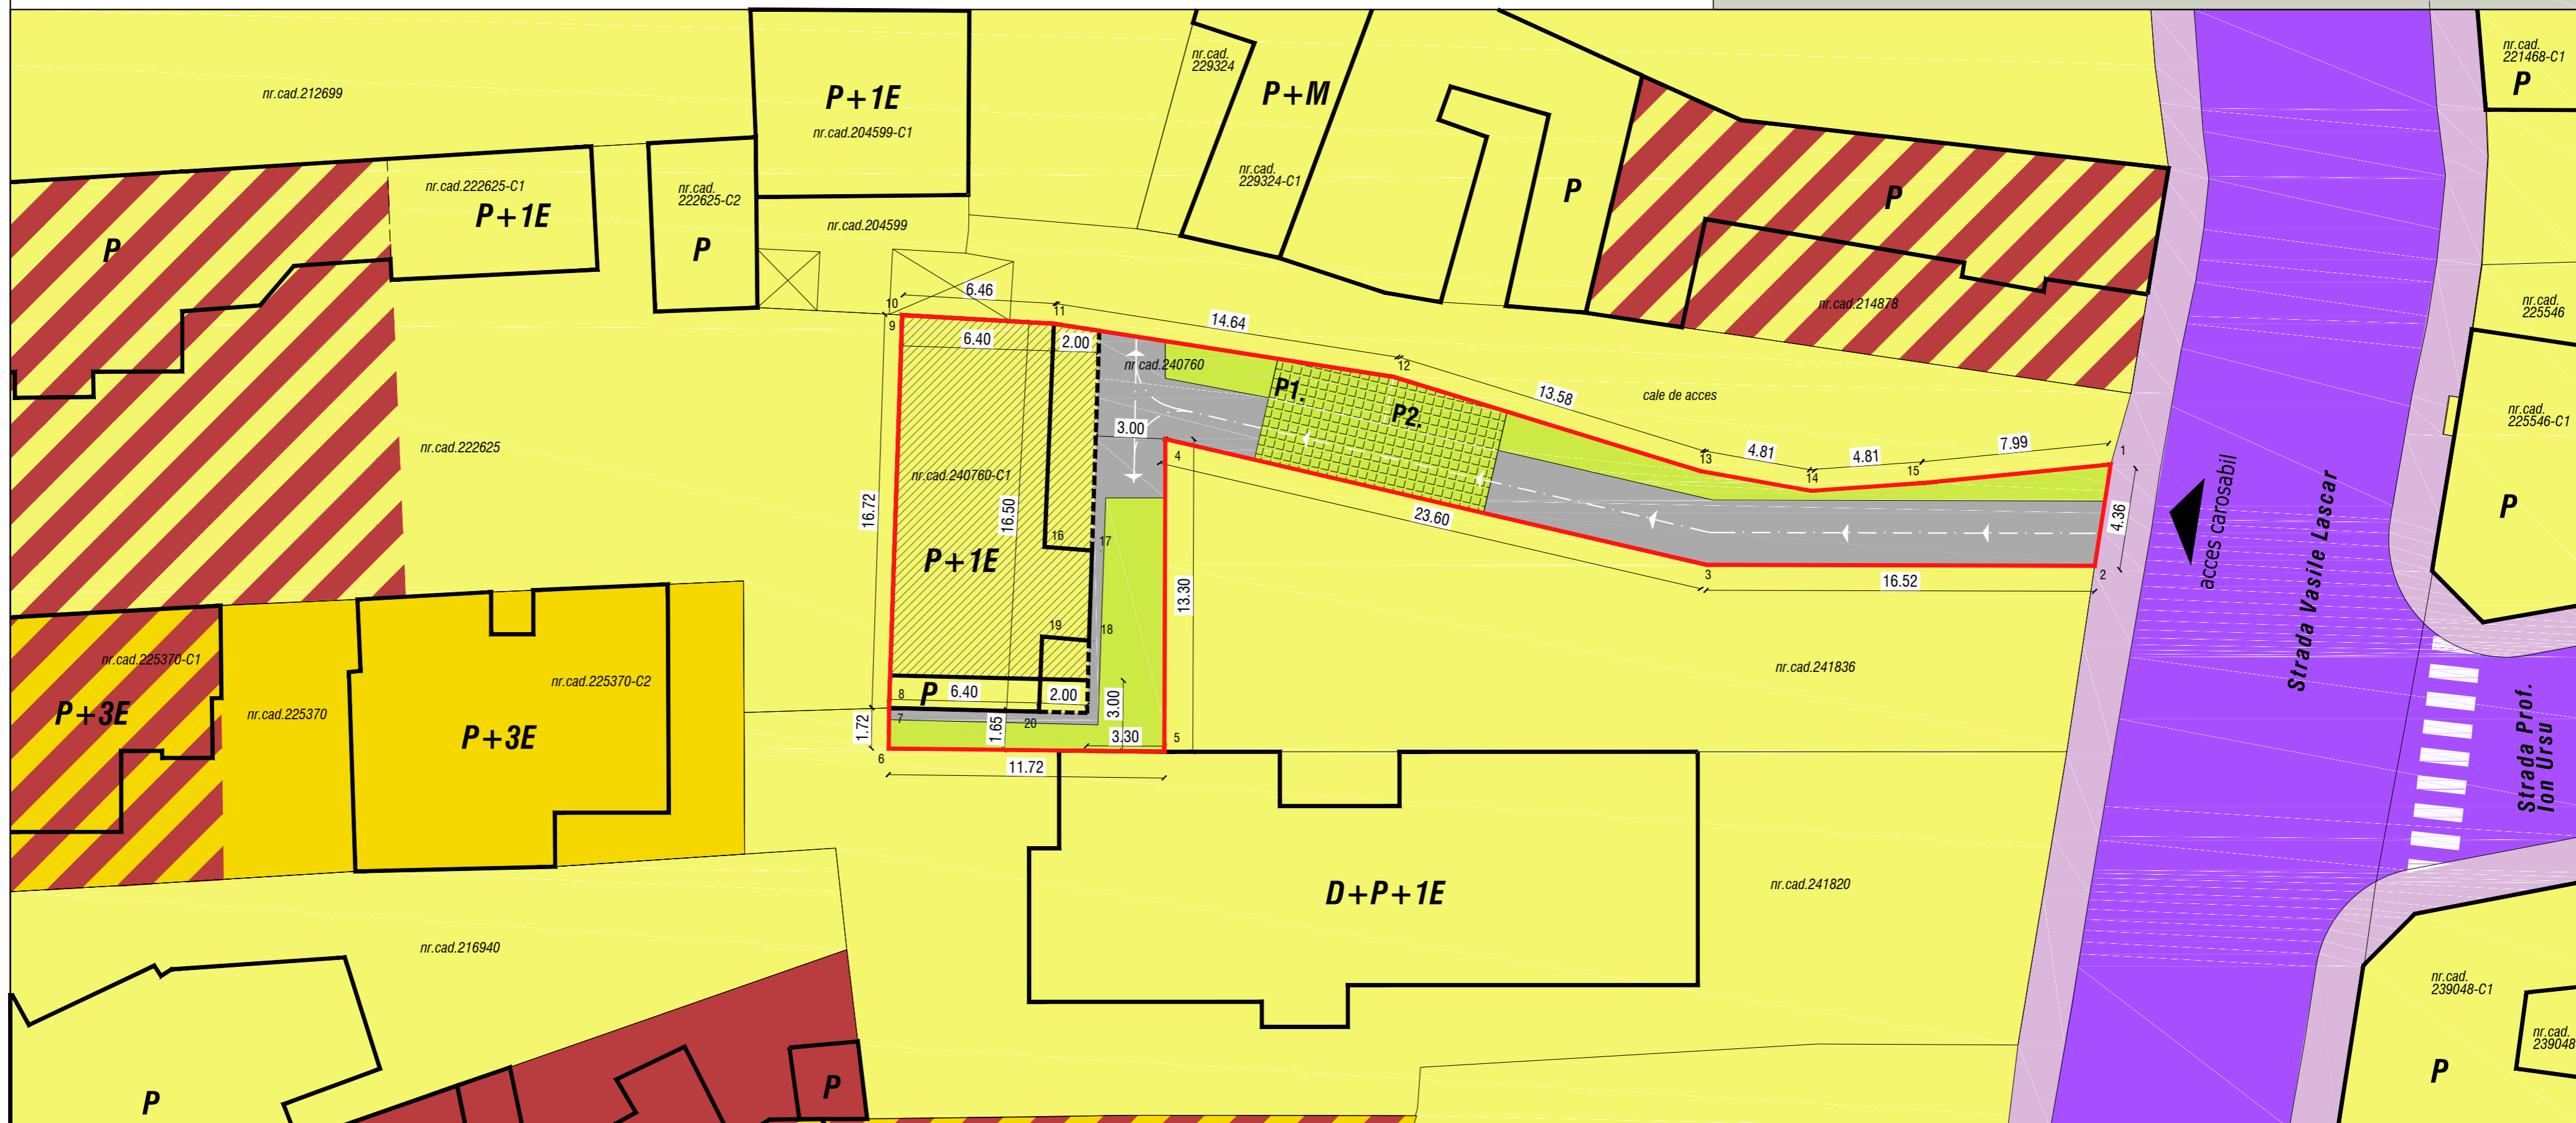 nr.cad.212699
P+1E
nr.cad.204599-C1
nr.cad.
229324
P+M
nr.cad.
229324-C1
P
P
nr.cad.214878
nr.cad.
221468-C1
P
nr.cad.222625-C1
P+1E
nr.cad.
222625-C2
P
nr.cad.204599
P
nr.cad.222625
10
6.46
11
9
6.40
2.00
14.64
nr.cad.240760
12
P1.
P2.
13.58
cale de acces
3.00
4
13
4.81
14
4.81
15
7.99
1
nr.cad.240760-C1
16.72
16.50
P+1E
16
17
23.60
4.36
acces carosabil
Strada Vasile Lascar
3
16.52
2
13.30
19
18
nr.cad.
225546
nr.cad.
225546-C1
P
nr.cad.225370-C1
P+3E
nr.cad.225370
nr.cad.225370-C2
P+3E
8
P
6.40
2.00
3.00
7
20
1.72
1.65
3.30
5
6
11.72
nr.cad.241836
Strada Prof.
Ion Ursu
D+P+1E
nr.cad.241820
nr.cad.216940
P
P
nr.cad.
239048-C1
nr.cad.
239048
P